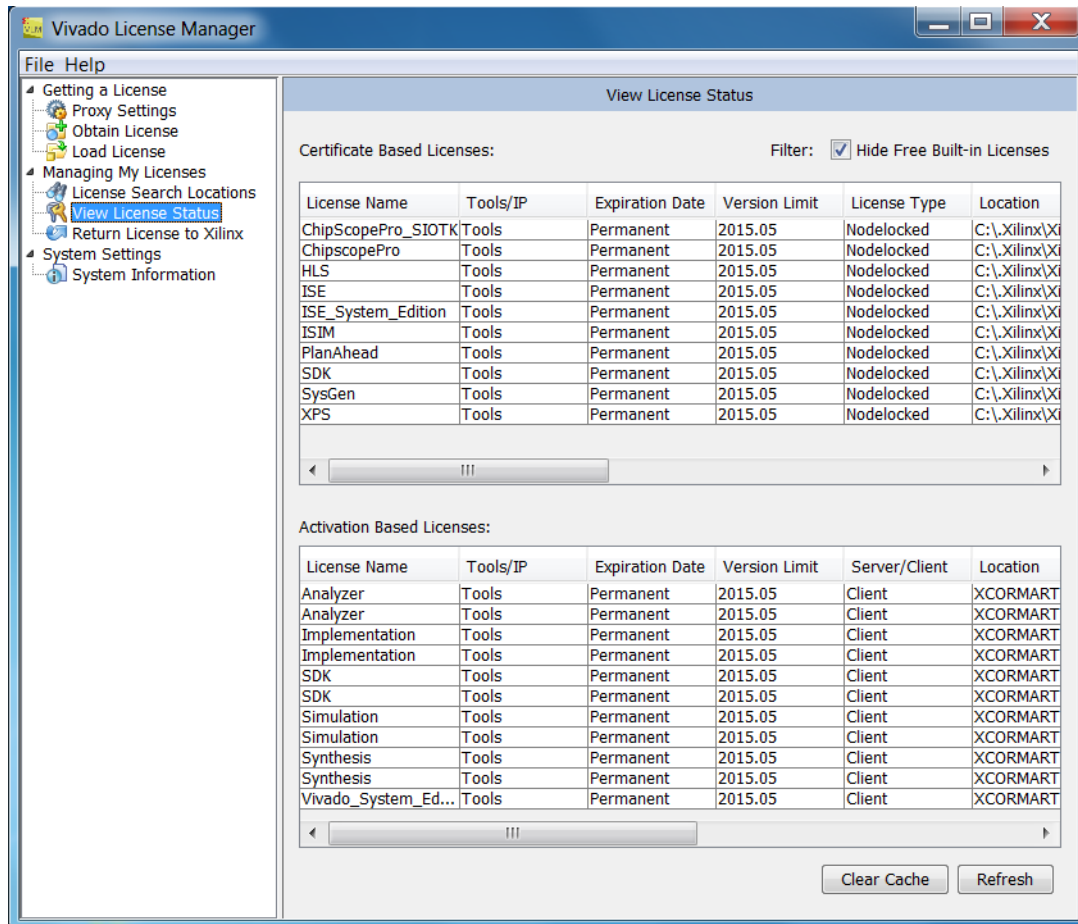 Vivado License Manager
File Help
Getting a License
Proxy Settings
Obtain License
Load License
Managing My Licenses
License Search Locations
View License Status
Return License to Xilinx
System Settings
System Information
View License Status
Certificate Based Licenses: Filter: Hide Free Built-in Licenses
License Name Tools/IP Expiration Date Version Limit License Type Location
ChipScopePro_SIOTK Tools Permanent 2015.05 Nodelocked C:\.Xilinx\Xi
ChipscopePro Tools Permanent 2015.05 Nodelocked C:\.Xilinx\Xi
HLS Tools Permanent 2015.05 Nodelocked C:\.Xilinx\Xi
ISE Tools Permanent 2015.05 Nodelocked C:\.Xilinx\Xi
ISE_System_Edition Tools Permanent 2015.05 Nodelocked C:\.Xilinx\Xi
ISIM Tools Permanent 2015.05 Nodelocked C:\.Xilinx\Xi
PlanAhead Tools Permanent 2015.05 Nodelocked C:\.Xilinx\Xi
SDK Tools Permanent 2015.05 Nodelocked C:\.Xilinx\Xi
SysGen Tools Permanent 2015.05 Nodelocked C:\.Xilinx\Xi
XPS Tools Permanent 2015.05 Nodelocked C:\.Xilinx\Xi
Activation Based Licenses:
License Name Tools/IP Expiration Date Version Limit Server/Client Location
Analyzer Tools Permanent 2015.05 Client XCORMART
Analyzer Tools Permanent 2015.05 Client XCORMART
Implementation Tools Permanent 2015.05 Client XCORMART
Implementation Tools Permanent 2015.05 Client XCORMART
SDK Tools Permanent 2015.05 Client XCORMART
SDK Tools Permanent 2015.05 Client XCORMART
Simulation Tools Permanent 2015.05 Client XCORMART
Simulation Tools Permanent 2015.05 Client XCORMART
Synthesis Tools Permanent 2015.05 Client XCORMART
Synthesis Tools Permanent 2015.05 Client XCORMART
Vivado_System_Ed... Tools Permanent 2015.05 Client XCORMART
Clear Cache Refresh